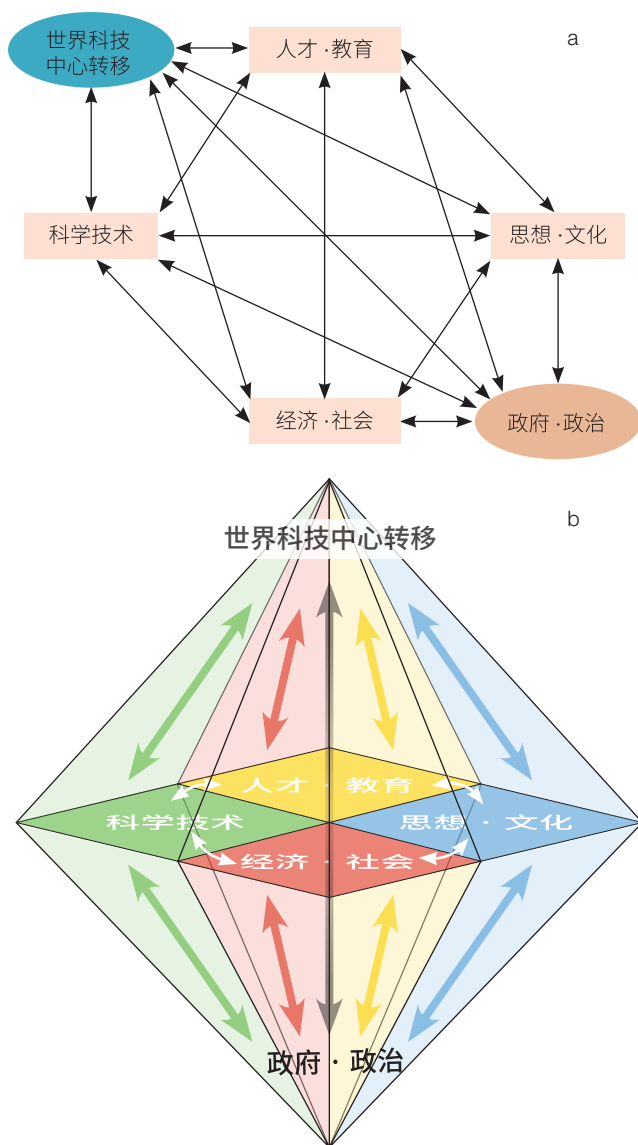 世界科技
中心转移
人才·教育
a
科学技术
思想·文化
经济·社会
政府·政治
b
世界科技中心转移
人才·教育
科学技术
思想·文化
经济·社会
政府·政治